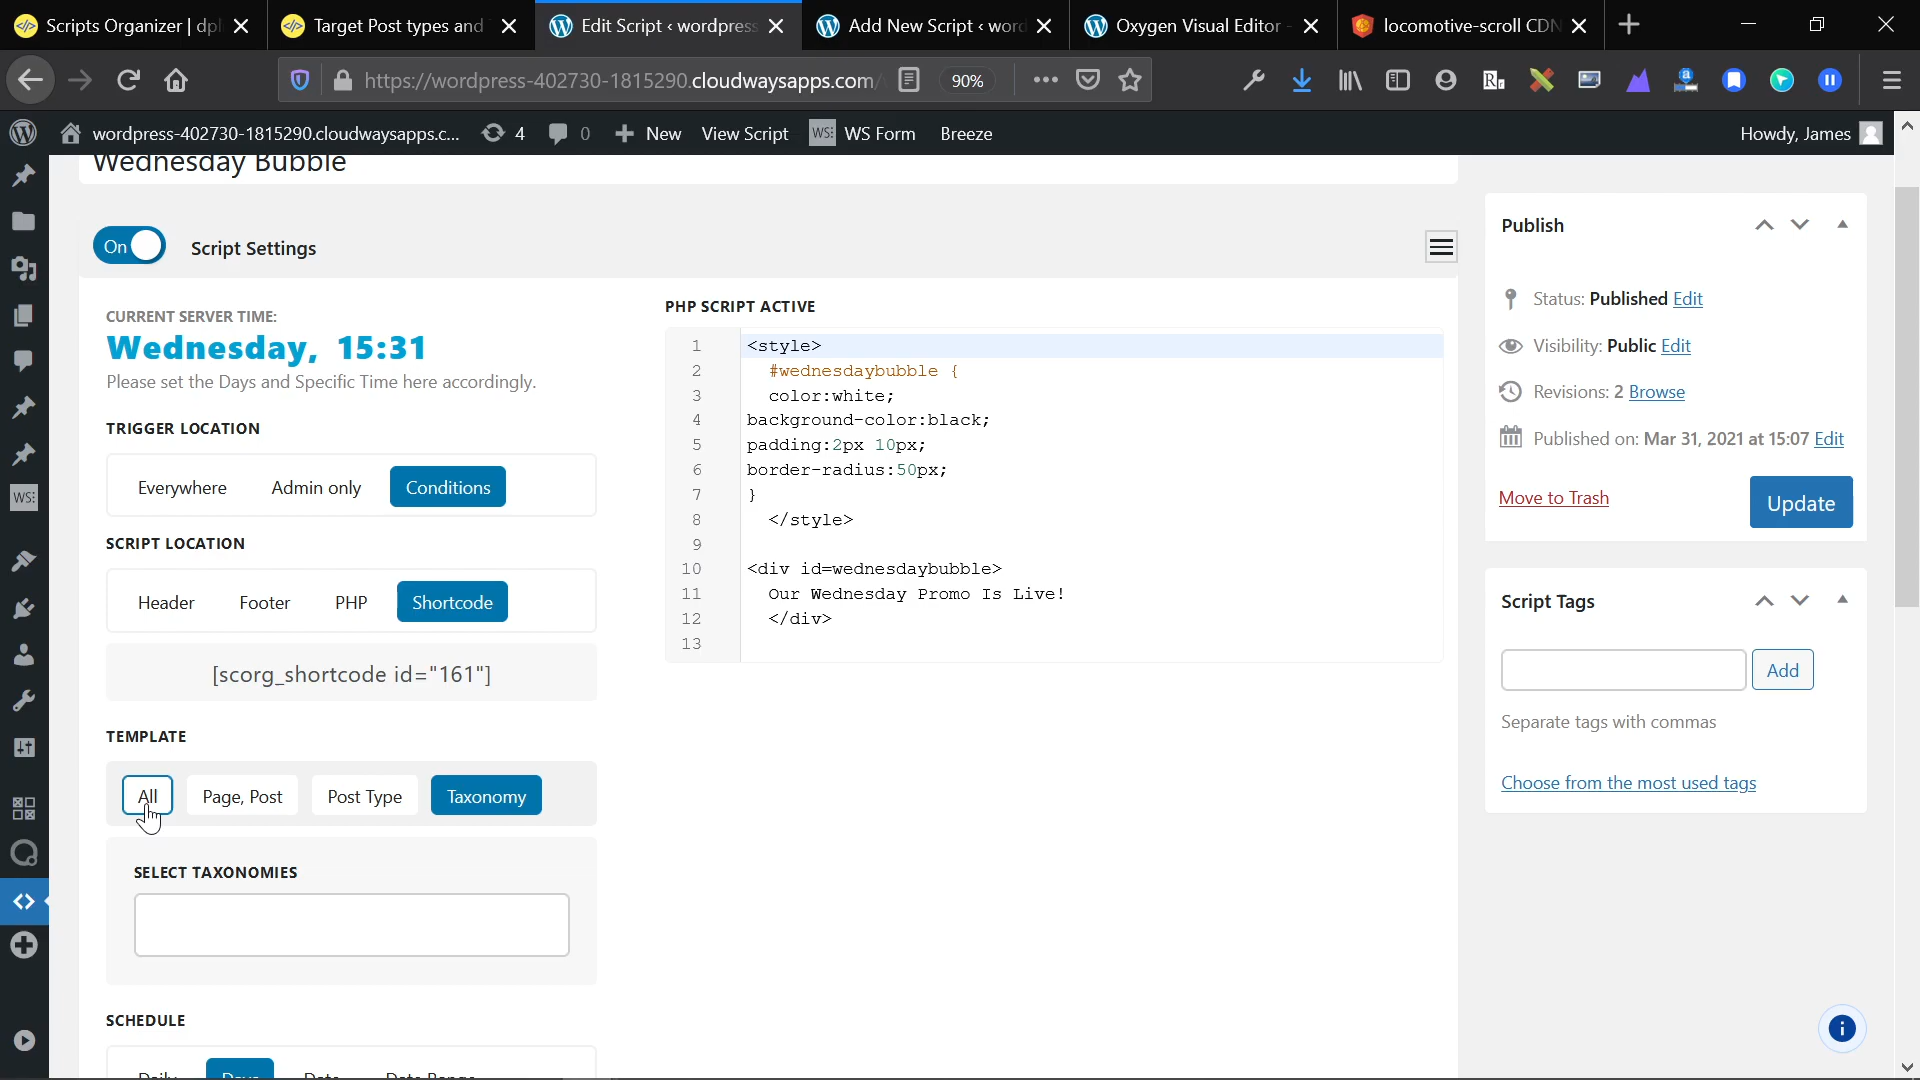 Scripts Organizer | dpl
Target Post types and T
Edit Script ‹ wordpress
Add New Script ‹ word
Oxygen Visual Editor -
locomotive-scroll CDN
https://wordpress-402730-1815290.cloudwaysapps.com/
90%
wordpress-402730-1815290.cloudwaysapps.c...
4
0
New
View Script
WS Form
Breeze
Howdy, James
Wednesday Bubble
On
Script Settings
CURRENT SERVER TIME:
Wednesday, 15:31
Please set the Days and Specific Time here accordingly.
TRIGGER LOCATION
Everywhere
Admin only
Conditions
SCRIPT LOCATION
Header
Footer
PHP
Shortcode
[scorg_shortcode id="161"]
TEMPLATE
All
Page, Post
Post Type
Taxonomy
SELECT TAXONOMIES
SCHEDULE
Daily
Days
Date
Date Range
PHP SCRIPT ACTIVE
1 <style>
2 #wednesdaybubble {
3 color:white;
4 background-color:black;
5 padding:2px 10px;
6 border-radius:50px;
7 }
8 </style>
9
10 <div id=wednesdaybubble>
11 Our Wednesday Promo Is Live!
12 </div>
13
Publish
Status: Published Edit
Visibility: Public Edit
Revisions: 2 Browse
Published on: Mar 31, 2021 at 15:07 Edit
Move to Trash
Update
Script Tags
Add
Separate tags with commas
Choose from the most used tags